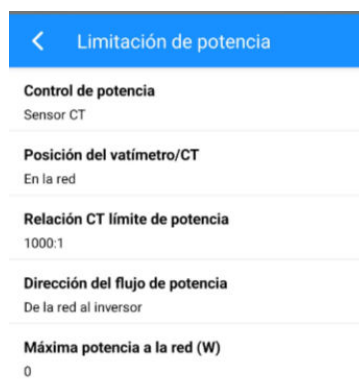 Limitación de potencia
Control de potencia
Sensor CT
Posición del vatímetro/CT
En la red
Relación CT límite de potencia
1000:1
Dirección del flujo de potencia
De la red al inversor
Máxima potencia a la red (W)
0